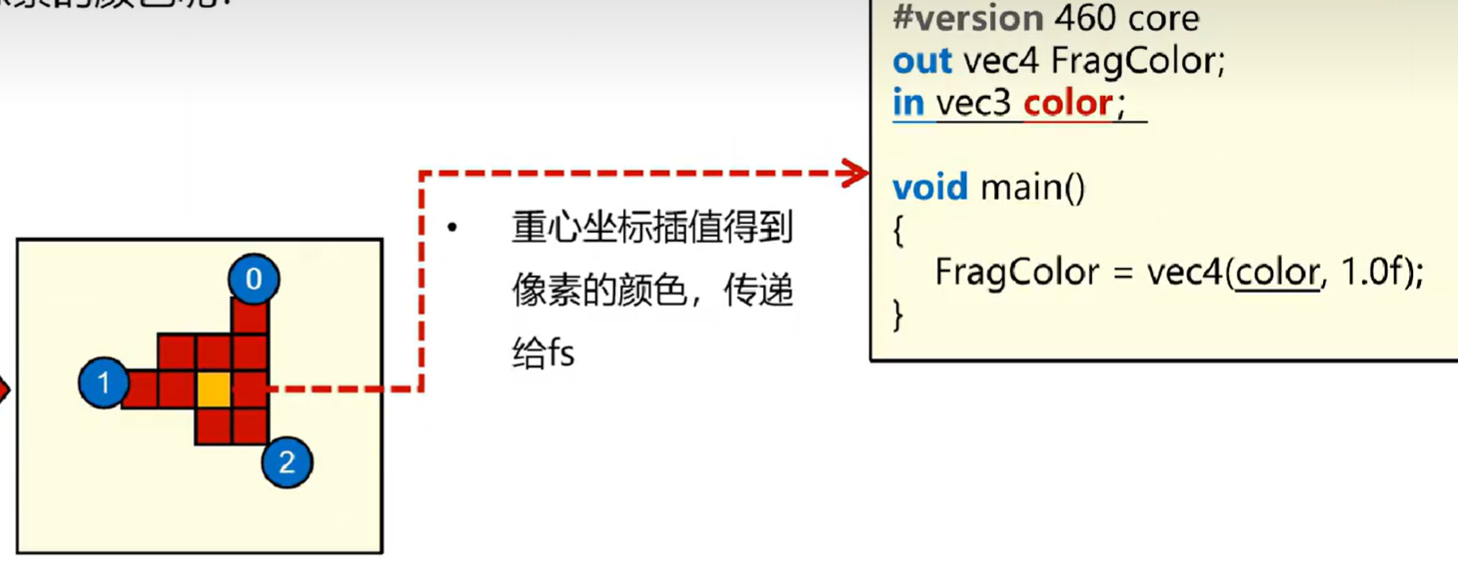 素的颜色呢?
#version 460 core
out vec4 FragColor;
in vec3 color;
void main()
{
FragColor = vec4(color, 1.0f);
}
• 重心坐标插值得到
像素的颜色，传递
给fs
0
1
2